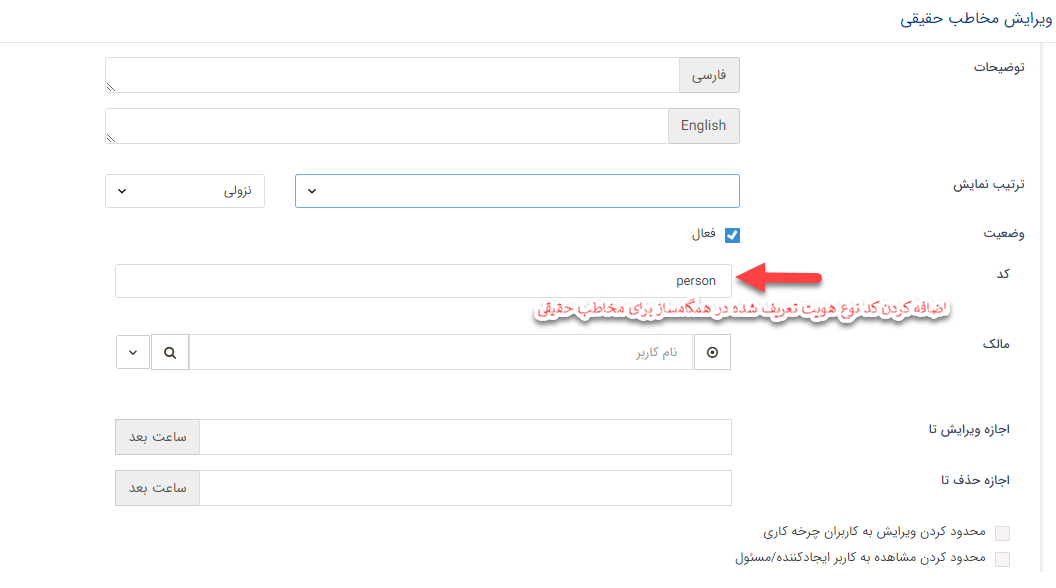 ویرایش مخاطب حقیقی
توضیحات
فارسی
English
ترتیب نمایش
نزولی
وضعیت
فعال
کد
person
اضافه کردن کد نوع هویت تعریف شده در همگام‌ساز برای مخاطب حقیقی
مالک
نام کاربر
اجازه ویرایش تا
ساعت بعد
اجازه حذف تا
ساعت بعد
محدود کردن ویرایش به کاربران چرخه کاری
محدود کردن مشاهده به کاربر ایجادکننده/مسئول